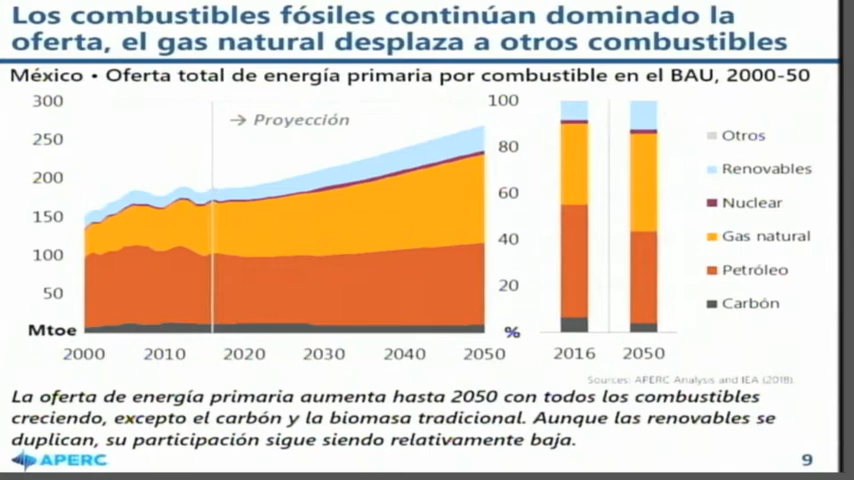 Los combustibles fósiles continúan dominado la
oferta, el gas natural desplaza a otros combustibles
México • Oferta total de energía primaria por combustible en el BAU, 2000-50
300
250
200
150
100
50
Mtoe
→ Proyección
2000
2010
2020
2030
2040
2050
100
80
60
40
20
%
2016
2050
Otros
Renovables
Nuclear
Gas natural
Petróleo
Carbón
Sources: APERC Analysis and IEA (2018).
La oferta de energía primaria aumenta hasta 2050 con todos los combustibles
creciendo, excepto el carbón y la biomasa tradicional. Aunque las renovables se
duplican, su participación sigue siendo relativamente baja.
APERC
9